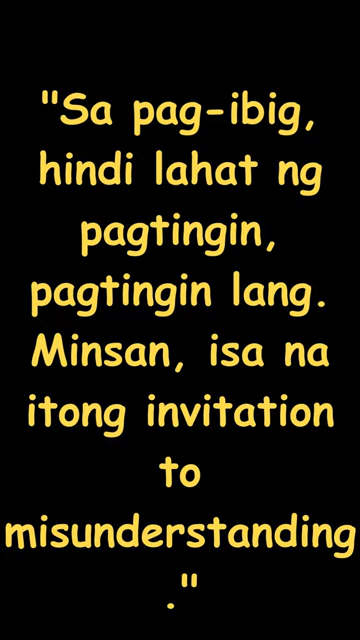 "Sa pag-ibig,
hindi lahat ng
pagtingin,
pagtingin lang.
Minsan, isa na
itong invitation
to
misunderstanding
."